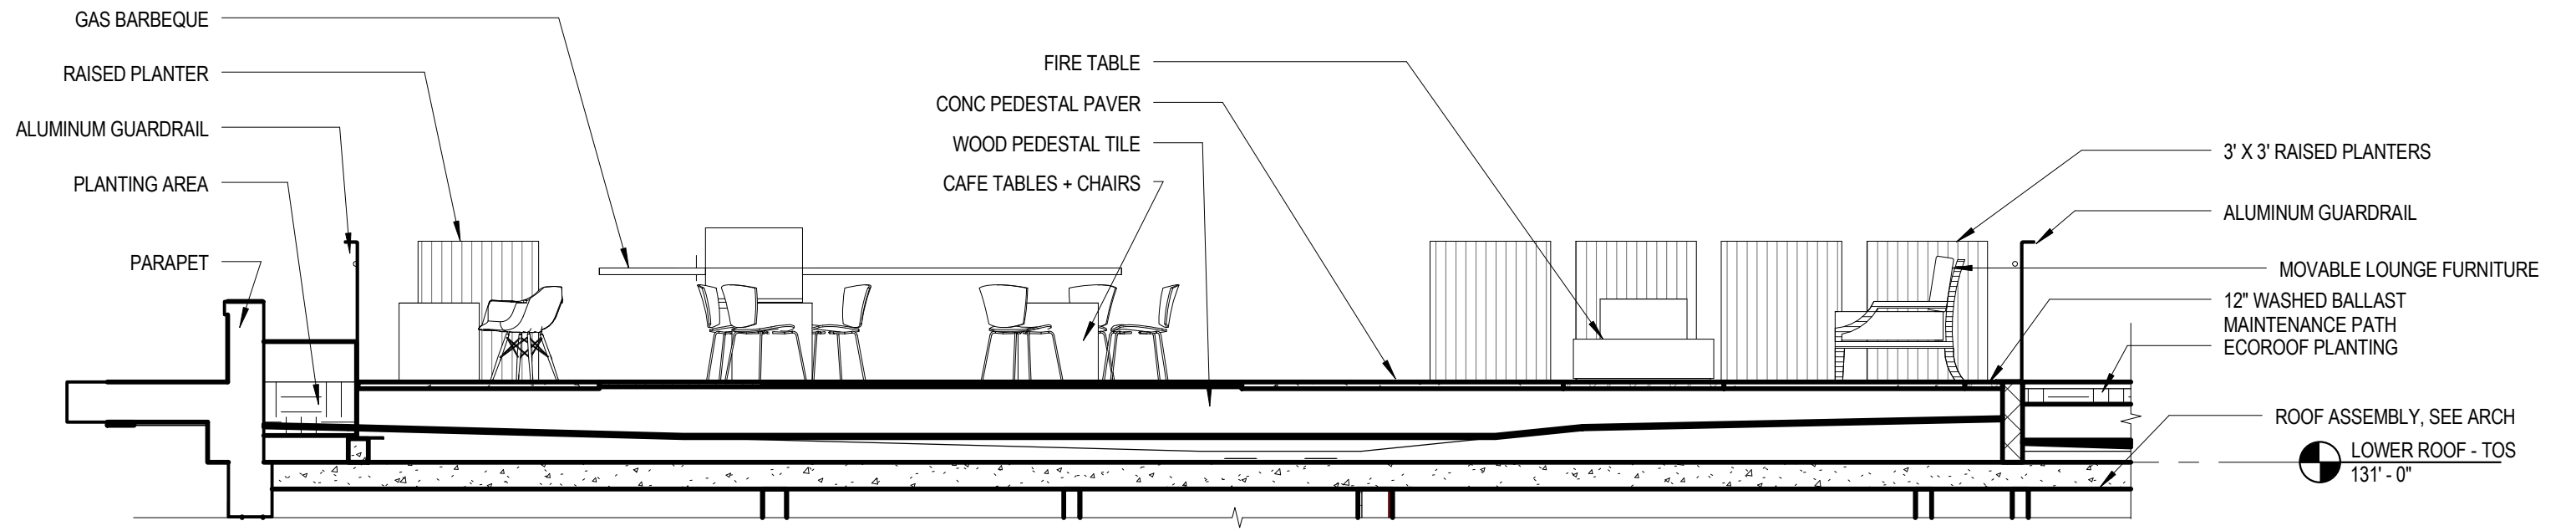 GAS BARBEQUE
RAISED PLANTER
ALUMINUM GUARDRAIL
PLANTING AREA
PARAPET
FIRE TABLE
CONC PEDESTAL PAVER
WOOD PEDESTAL TILE
CAFE TABLES + CHAIRS
3' X 3' RAISED PLANTERS
ALUMINUM GUARDRAIL
MOVABLE LOUNGE FURNITURE
12" WASHED BALLAST
MAINTENANCE PATH
ECOROOF PLANTING
ROOF ASSEMBLY, SEE ARCH
LOWER ROOF - TOS
131' - 0"